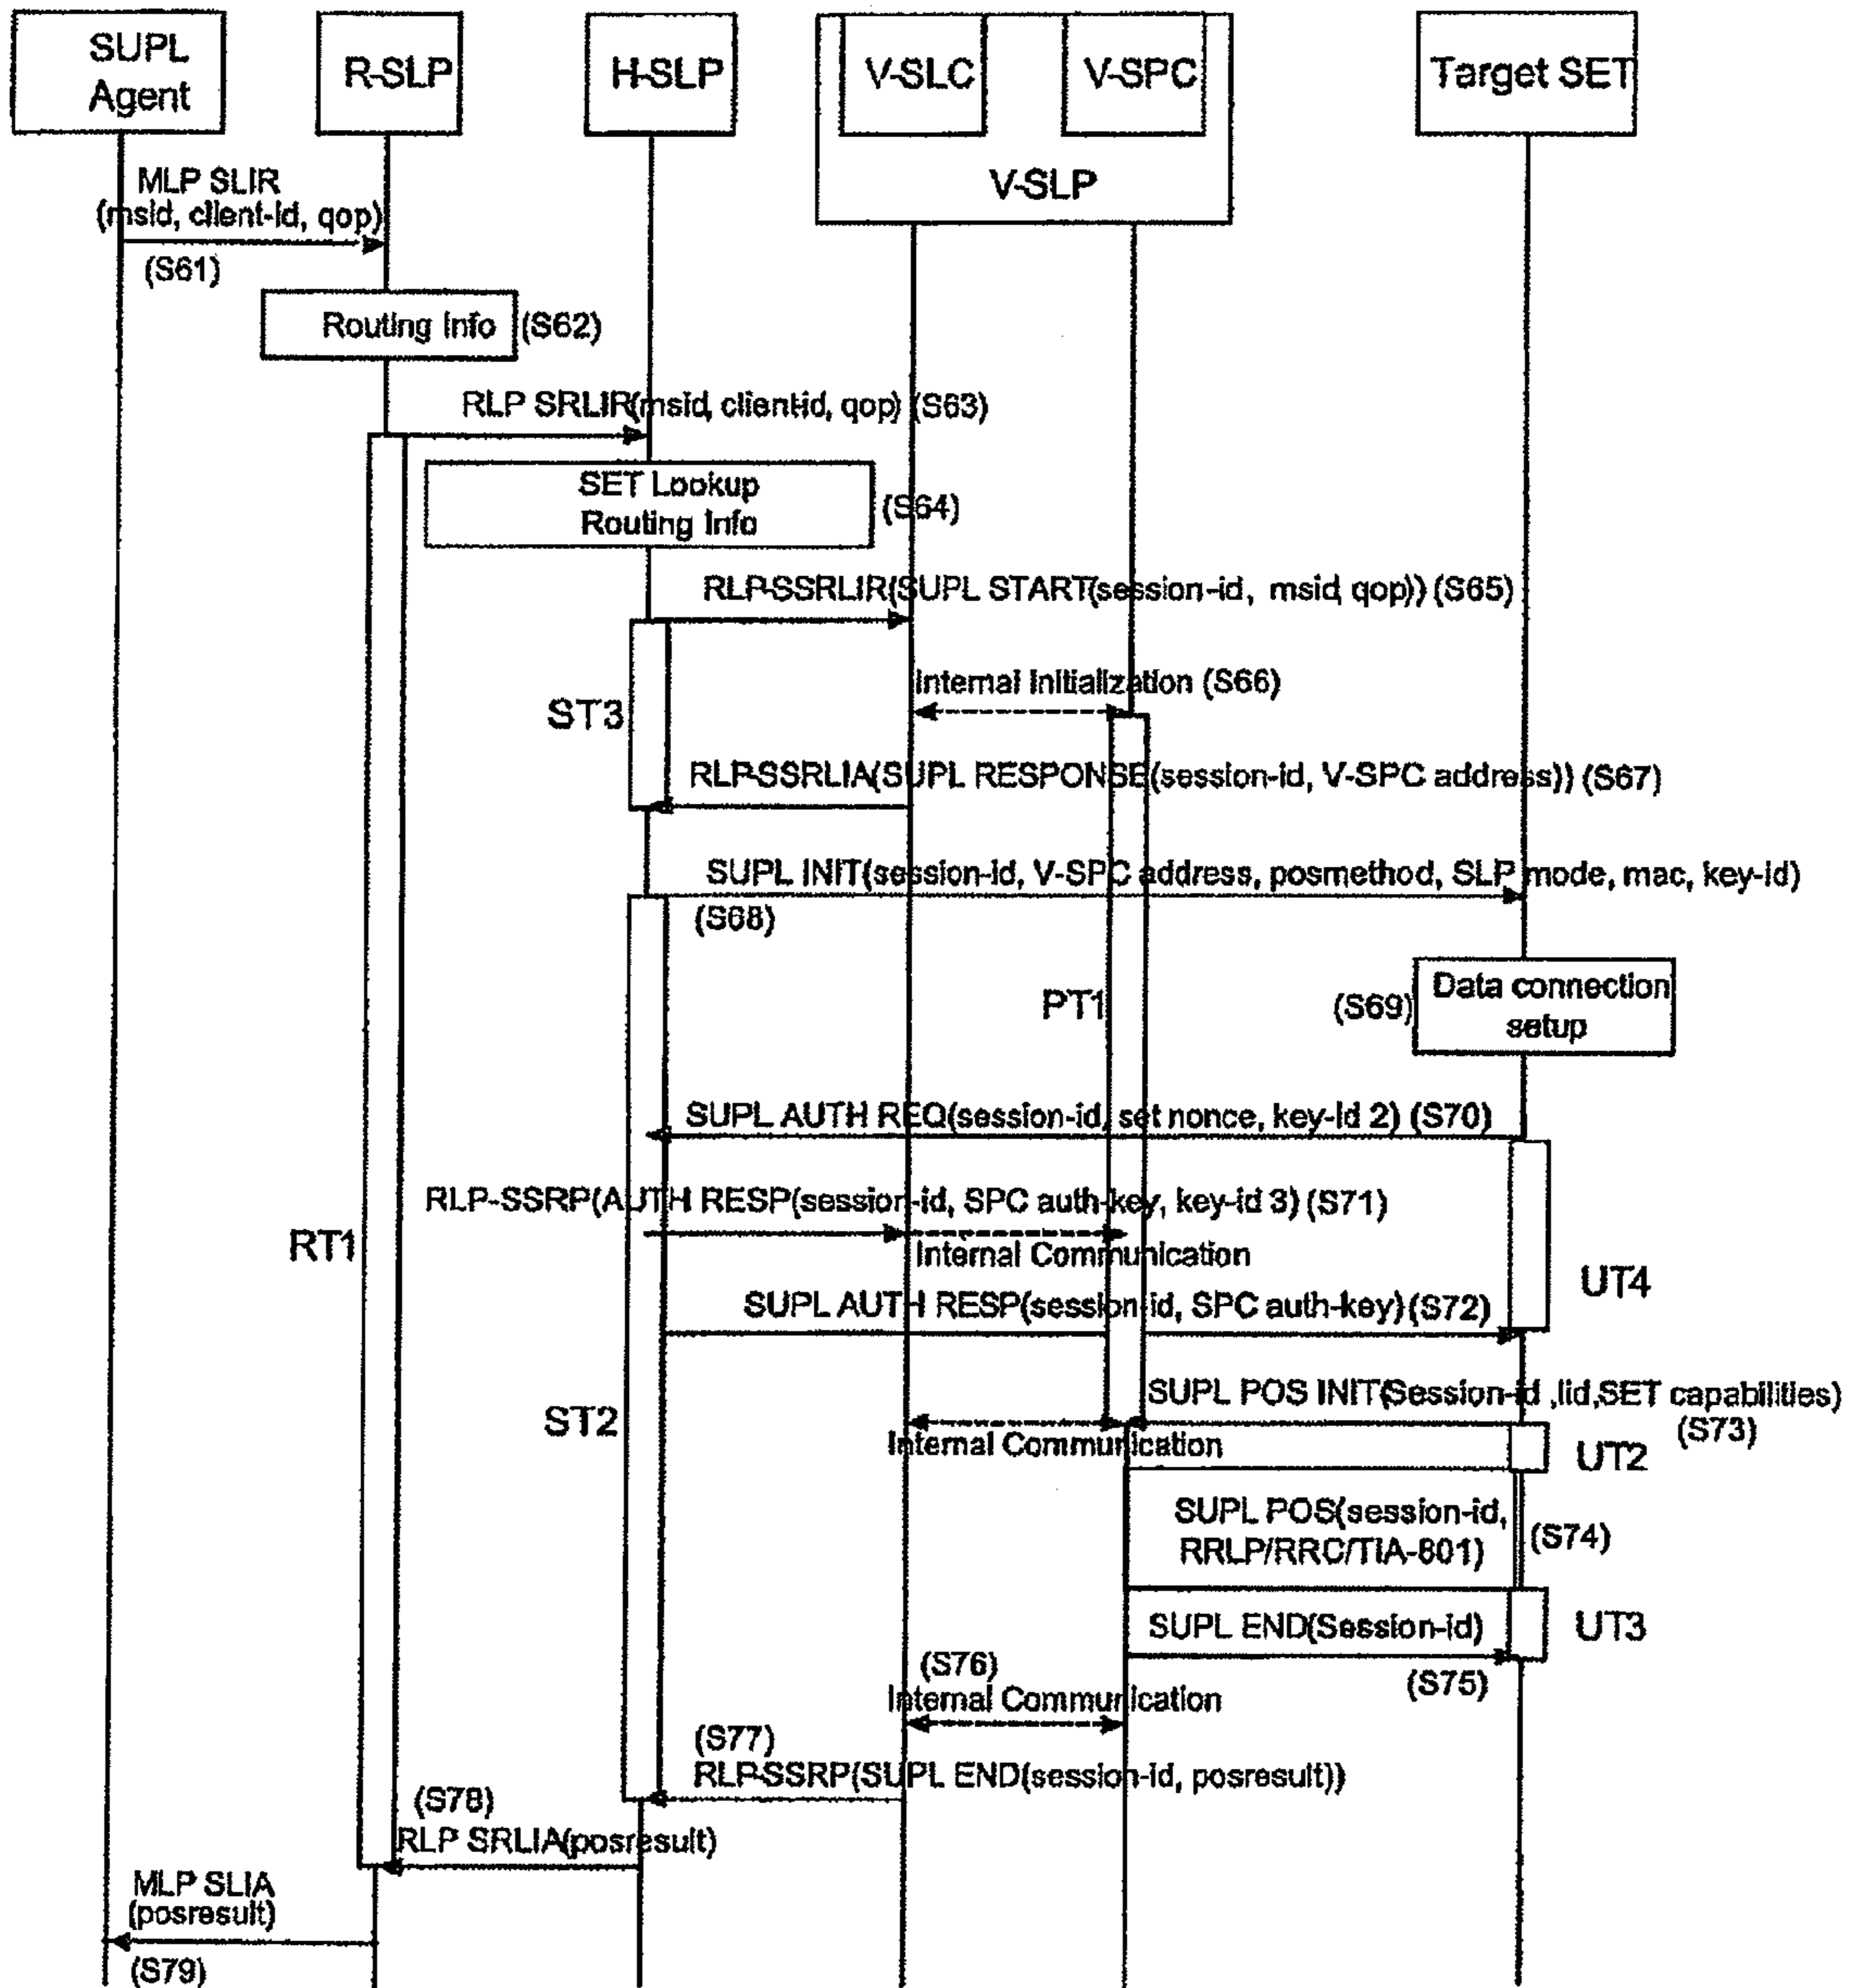 SUPL
Agent
R-SLP
H-SLP
V-SLC
V-SPC
V-SLP
Target SET
MLP SLIR
(msid, client-id, qop)
(S61)
Routing Info
(S62)
RLP SRLIR(msid, client-id, qop) (S63)
SET Lookup
Routing Info
(S64)
RLP-SSRLIR(SUPL START(session-id, msid, qop)) (S65)
Internal Initialization (S66)
ST3
RLP-SSRLIA(SUPL RESPONSE(session-id, V-SPC address)) (S67)
SUPL INIT(session-id, V-SPC address, posmethod, SLP mode, mac, key-id)
(S68)
PT1
(S69)
Data connection
setup
SUPL AUTH REQ(session-id, set nonce, key-id 2) (S70)
RLP-SSRP(AUTH RESP(session-id, SPC auth-key, key-id 3) (S71)
RT1
Internal Communication
UT4
SUPL AUTH RESP(session-id, SPC auth-key) (S72)
SUPL POS INIT(Session-id ,lid,SET capabilities)
ST2
(S73)
Internal Communication
UT2
SUPL POS(session-id,
RRLP/RRC/TIA-801)
(S74)
SUPL END(Session-id)
UT3
(S75)
(S76)
Internal Communication
(S77)
RLP-SSRP(SUPL END(session-id, posresult))
(S78)
RLP SRLIA(posresult)
MLP SLIA
(posresult)
(S79)